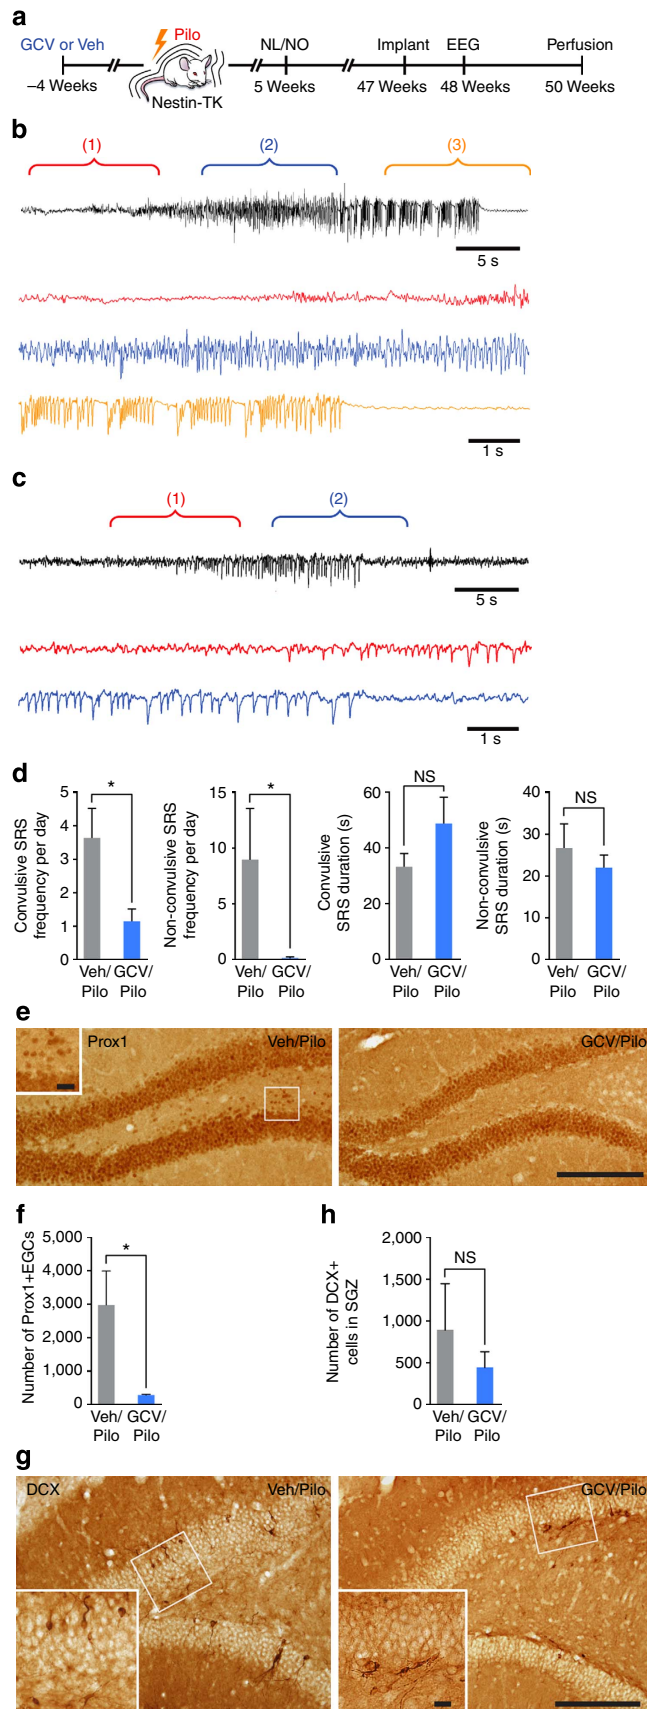 a
GCV or Veh
Pilo
NL/NO
Implant
EEG
Perfusion
–4 Weeks
Nestin-TK
5 Weeks
47 Weeks
48 Weeks
50 Weeks
b
(1)
(2)
(3)
5 s
1 s
c
(1)
(2)
5 s
1 s
d
Convulsive SRS
frequency per day
5
4
3
2
1
0
*
Veh/
Pilo
GCV/
Pilo
Non-convulsive SRS
frequency per day
15
10
5
0
*
Veh/
Pilo
GCV/
Pilo
Convulsive
SRS duration (s)
60
40
20
0
NS
Veh/
Pilo
GCV/
Pilo
Non-convulsive
SRS duration (s)
40
30
20
10
0
NS
Veh/
Pilo
GCV/
Pilo
e
Prox1
Veh/Pilo
GCV/Pilo
f
Number of Prox1+EGCs
5,000
4,000
3,000
2,000
1,000
0
*
Veh/
Pilo
GCV/
Pilo
h
Number of DCX+
cells in SGZ
2,000
1,500
1,000
500
0
NS
Veh/
Pilo
GCV/
Pilo
g
DCX
Veh/Pilo
GCV/Pilo